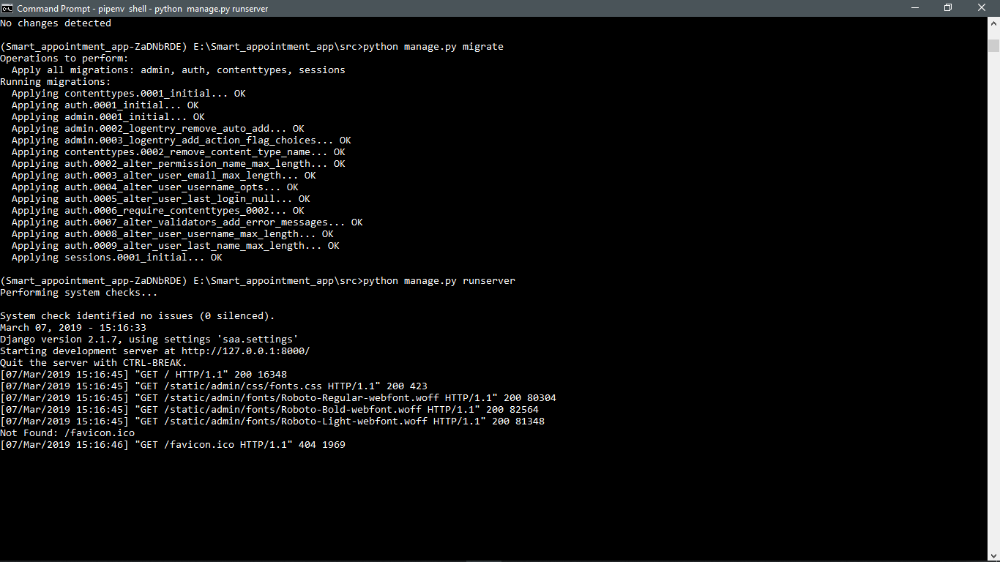 Command Prompt - pipenv  shell - python  manage.py runserver
No changes detected
(Smart_appointment_app-ZaDNbRDE) E:\Smart_appointment_app\src>python manage.py migrate
Operations to perform:
  Apply all migrations: admin, auth, contenttypes, sessions
Running migrations:
  Applying contenttypes.0001_initial... OK
  Applying auth.0001_initial... OK
  Applying admin.0001_initial... OK
  Applying admin.0002_logentry_remove_auto_add... OK
  Applying admin.0003_logentry_add_action_flag_choices... OK
  Applying contenttypes.0002_remove_content_type_name... OK
  Applying auth.0002_alter_permission_name_max_length... OK
  Applying auth.0003_alter_user_email_max_length... OK
  Applying auth.0004_alter_user_username_opts... OK
  Applying auth.0005_alter_user_last_login_null... OK
  Applying auth.0006_require_contenttypes_0002... OK
  Applying auth.0007_alter_validators_add_error_messages... OK
  Applying auth.0008_alter_user_username_max_length... OK
  Applying auth.0009_alter_user_last_name_max_length... OK
  Applying sessions.0001_initial... OK
(Smart_appointment_app-ZaDNbRDE) E:\Smart_appointment_app\src>python manage.py runserver
Performing system checks...
System check identified no issues (0 silenced).
March 07, 2019 - 15:16:33
Django version 2.1.7, using settings 'saa.settings'
Starting development server at http://127.0.0.1:8000/
Quit the server with CTRL-BREAK.
[07/Mar/2019 15:16:45] "GET / HTTP/1.1" 200 16348
[07/Mar/2019 15:16:45] "GET /static/admin/css/fonts.css HTTP/1.1" 200 423
[07/Mar/2019 15:16:45] "GET /static/admin/fonts/Roboto-Regular-webfont.woff HTTP/1.1" 200 80304
[07/Mar/2019 15:16:45] "GET /static/admin/fonts/Roboto-Bold-webfont.woff HTTP/1.1" 200 82564
[07/Mar/2019 15:16:45] "GET /static/admin/fonts/Roboto-Light-webfont.woff HTTP/1.1" 200 81348
Not Found: /favicon.ico
[07/Mar/2019 15:16:46] "GET /favicon.ico HTTP/1.1" 404 1969